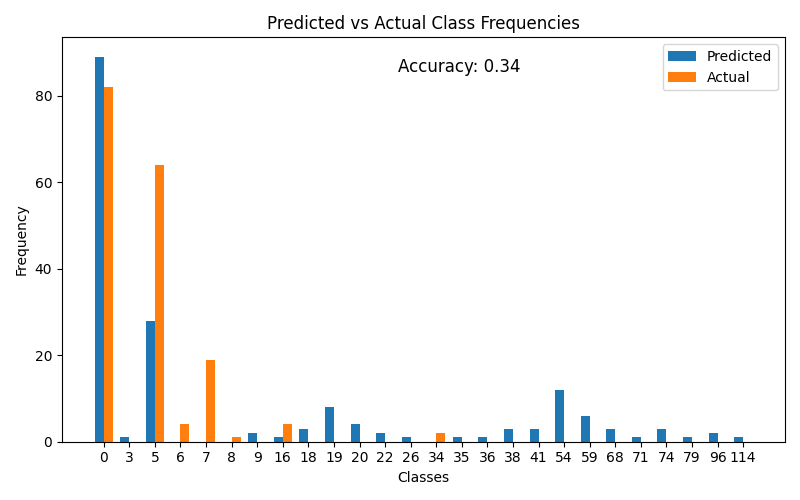 Predicted vs Actual Class Frequencies
Accuracy: 0.34
Predicted
Actual
80
60
40
20
0
Frequency
0 3 5 6 7 8 9 16 18 19 20 22 26 34 35 36 38 41 54 59 68 71 74 79 96 114
Classes